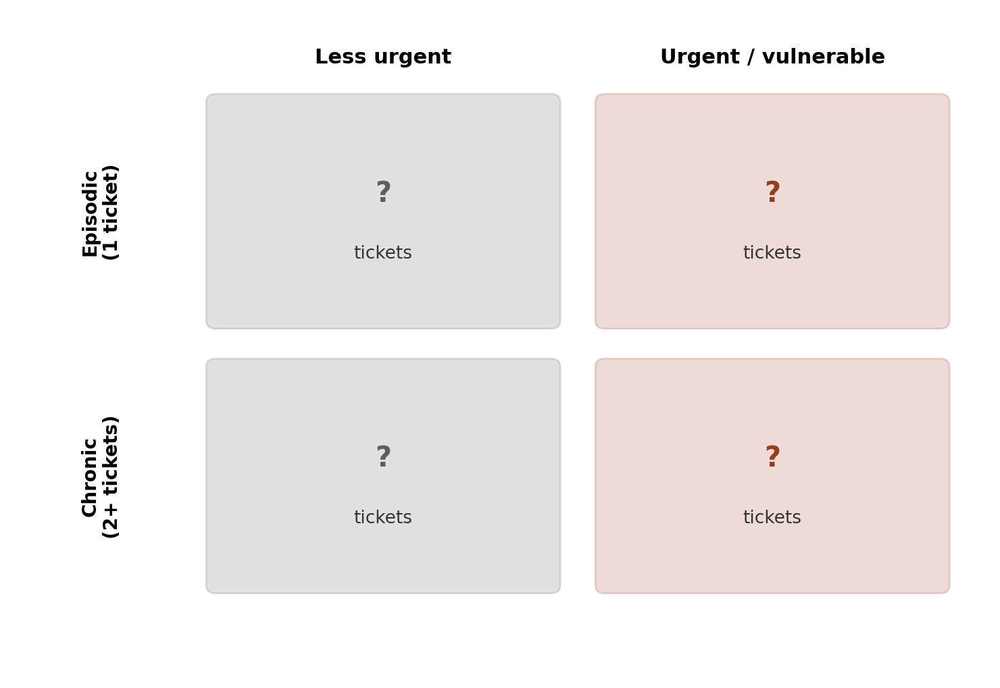 Less urgent
Urgent / vulnerable
Episodic
(1 ticket)
?
tickets
?
tickets
Chronic
(2+ tickets)
?
tickets
?
tickets